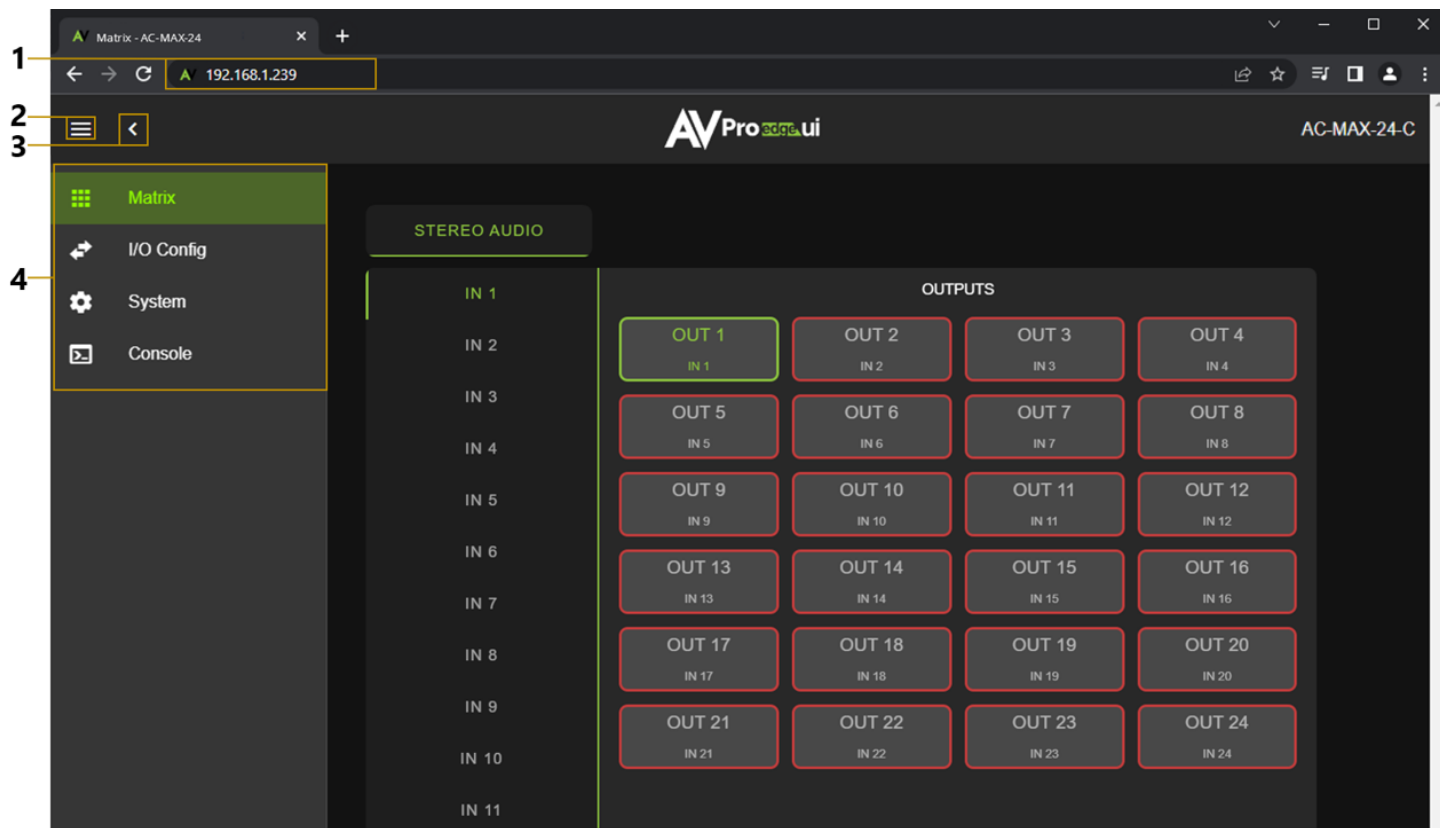 Matrix - AC-MAX-24
1
192.168.1.239
2
3
AVPro edge.ui
AC-MAX-24-C
4
Matrix
I/O Config
System
Console
STEREO AUDIO
IN 1
IN 2
IN 3
IN 4
IN 5
IN 6
IN 7
IN 8
IN 9
IN 10
IN 11
OUTPUTS
OUT 1
IN 1
OUT 2
IN 2
OUT 3
IN 3
OUT 4
IN 4
OUT 5
IN 5
OUT 6
IN 6
OUT 7
IN 7
OUT 8
IN 8
OUT 9
IN 9
OUT 10
IN 10
OUT 11
IN 11
OUT 12
IN 12
OUT 13
IN 13
OUT 14
IN 14
OUT 15
IN 15
OUT 16
IN 16
OUT 17
IN 17
OUT 18
IN 18
OUT 19
IN 19
OUT 20
IN 20
OUT 21
IN 21
OUT 22
IN 22
OUT 23
IN 23
OUT 24
IN 24